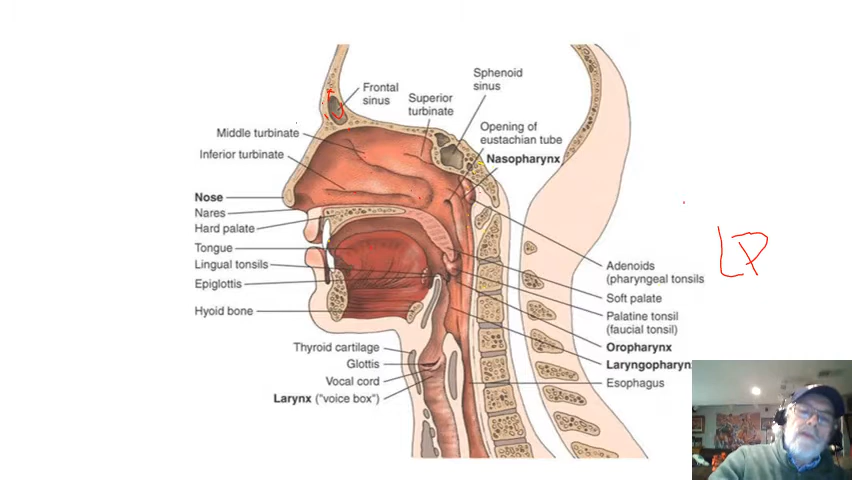 Sphenoid
sinus
Frontal
sinus
Superior
turbinate
Opening of
eustachian tube
Nasopharynx
Middle turbinate
Inferior turbinate
Nose
Nares
Hard palate
Tongue
Lingual tonsils
Epiglottis
Hyoid bone
Thyroid cartilage
Glottis
Vocal cord
Larynx ("voice box")
Adenoids
(pharyngeal tonsils
Soft palate
Palatine tonsil
(faucial tonsil)
Oropharynx
Laryngopharyn
Esophagus
LP